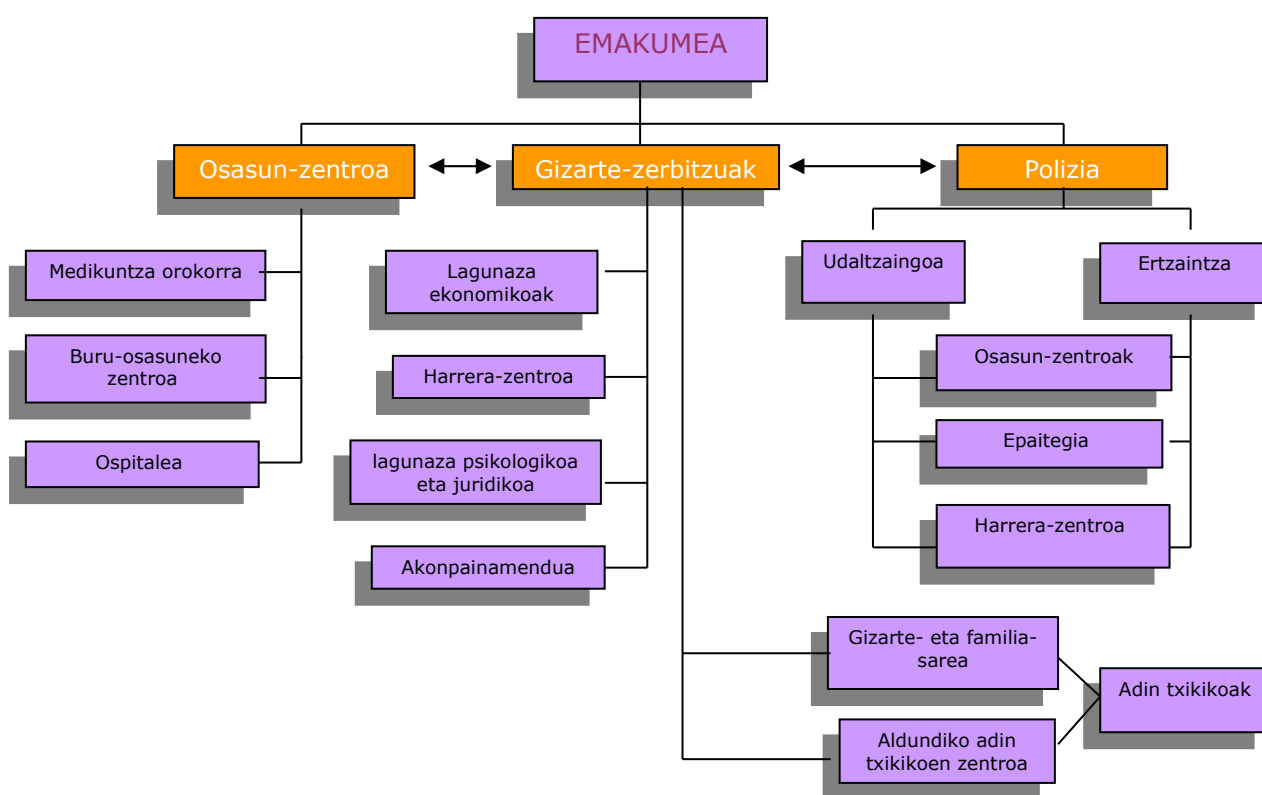 EMAKUMEA
Osasun-zentroa
Gizarte-zerbitzuak
Polizia
Medikuntza orokorra
Buru-osasuneko
zentroa
Ospitalea
Lagunaza
ekonomikoak
Harrera-zentroa
lagunaza psikologikoa
eta juridikoa
Akonpainamendua
Udaltzaingoa
Ertzaintza
Osasun-zentroak
Epaitegia
Harrera-zentroa
Gizarte- eta familia-
sarea
Aldundiko adin
txikikoen zentroa
Adin txikikoak